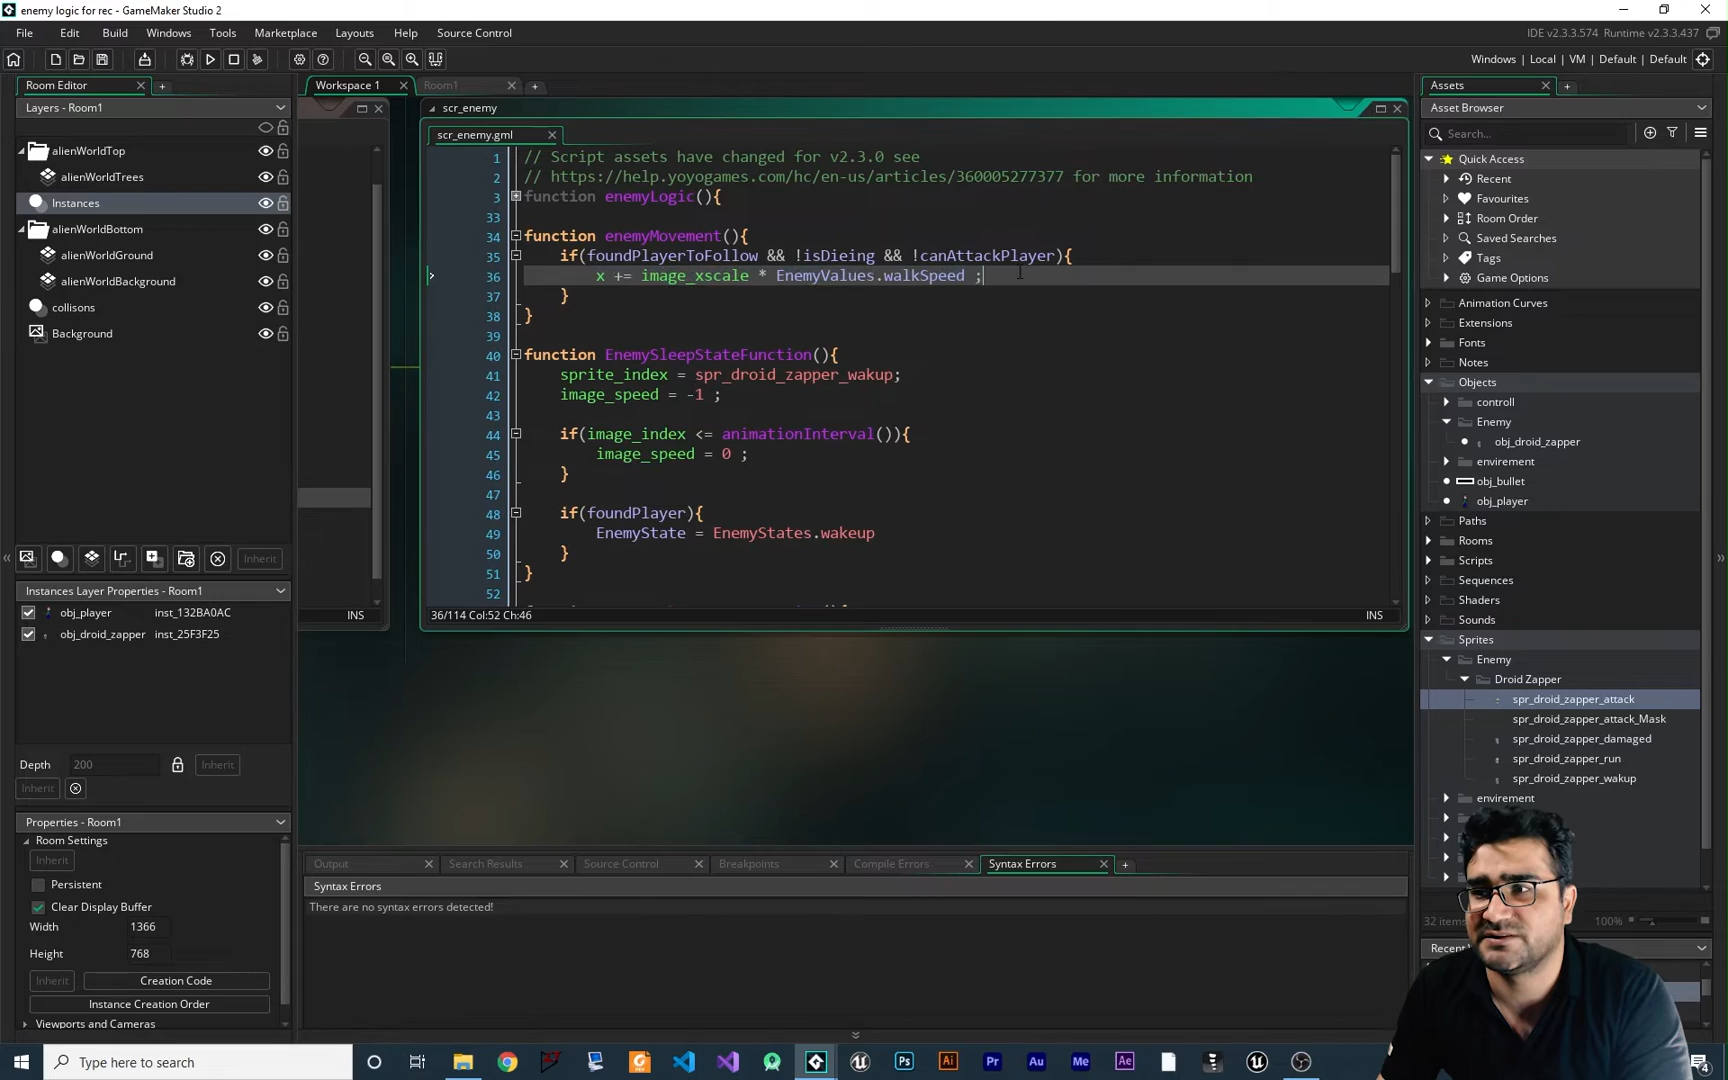 enemy logic for rec - GameMaker Studio 2
File Edit Build Windows Tools Marketplace Layouts Help Source Control
IDE v2.3.3.574 Runtime v2.3.3.437
Windows | Local | VM | Default | Default
Room Editor
Layers - Room1
alienWorldTop
alienWorldTrees
Instances
alienWorldBottom
alienWorldGround
alienWorldBackground
collisons
Background
Inherit
Instances Layer Properties - Room1
obj_player inst_132BA0AC
obj_droid_zapper inst_25F3F25
Depth 200 Inherit
Inherit
Properties - Room1
Room Settings
Inherit
Persistent
Clear Display Buffer
Width 1366
Height 768
Inherit Creation Code
Instance Creation Order
Viewports and Cameras
Workspace 1 Room1
INS
scr_enemy
scr_enemy.gml
1 // Script assets have changed for v2.3.0 see
2 // https://help.yoyogames.com/hc/en-us/articles/360005277377 for more information
3 function enemyLogic(){
33
34 function enemyMovement(){
35 if(foundPlayerToFollow && !isDieing && !canAttackPlayer){
36 x += image_xscale * EnemyValues.walkSpeed ;
37 }
38 }
39
40 function EnemySleepStateFunction(){
41 sprite_index = spr_droid_zapper_wakup;
42 image_speed = -1 ;
43
44 if(image_index <= animationInterval()){
45 image_speed = 0 ;
46 }
47
48 if(foundPlayer){
49 EnemyState = EnemyStates.wakeup
50 }
51 }
52
36/114 Col:52 Ch:46 INS
Output Search Results Source Control Breakpoints Compile Errors Syntax Errors
Syntax Errors
There are no syntax errors detected!
Assets
Asset Browser
Search...
Quick Access
Recent
Favourites
Room Order
Saved Searches
Tags
Game Options
Animation Curves
Extensions
Fonts
Notes
Objects
controll
Enemy
obj_droid_zapper
envirement
obj_bullet
obj_player
Paths
Rooms
Scripts
Sequences
Shaders
Sounds
Sprites
Enemy
Droid Zapper
spr_droid_zapper_attack
spr_droid_zapper_attack_Mask
spr_droid_zapper_damaged
spr_droid_zapper_run
spr_droid_zapper_wakup
envirement
32 items 100%
Recent
Type here to search
Ps Ai Pr Au Me Ae
4